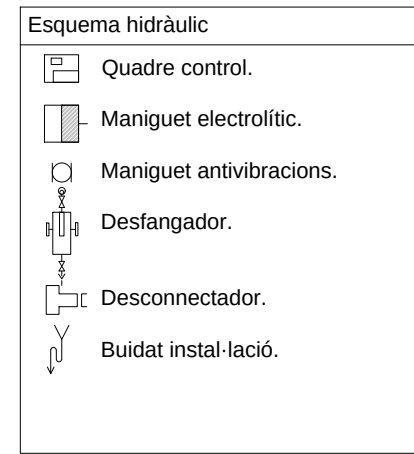 Esquema hidràulic
Quadre control.
Maniguet electrolític.
Maniguet antivibracions.
Desfangador.
Desconnectador.
Buidat instal·lació.